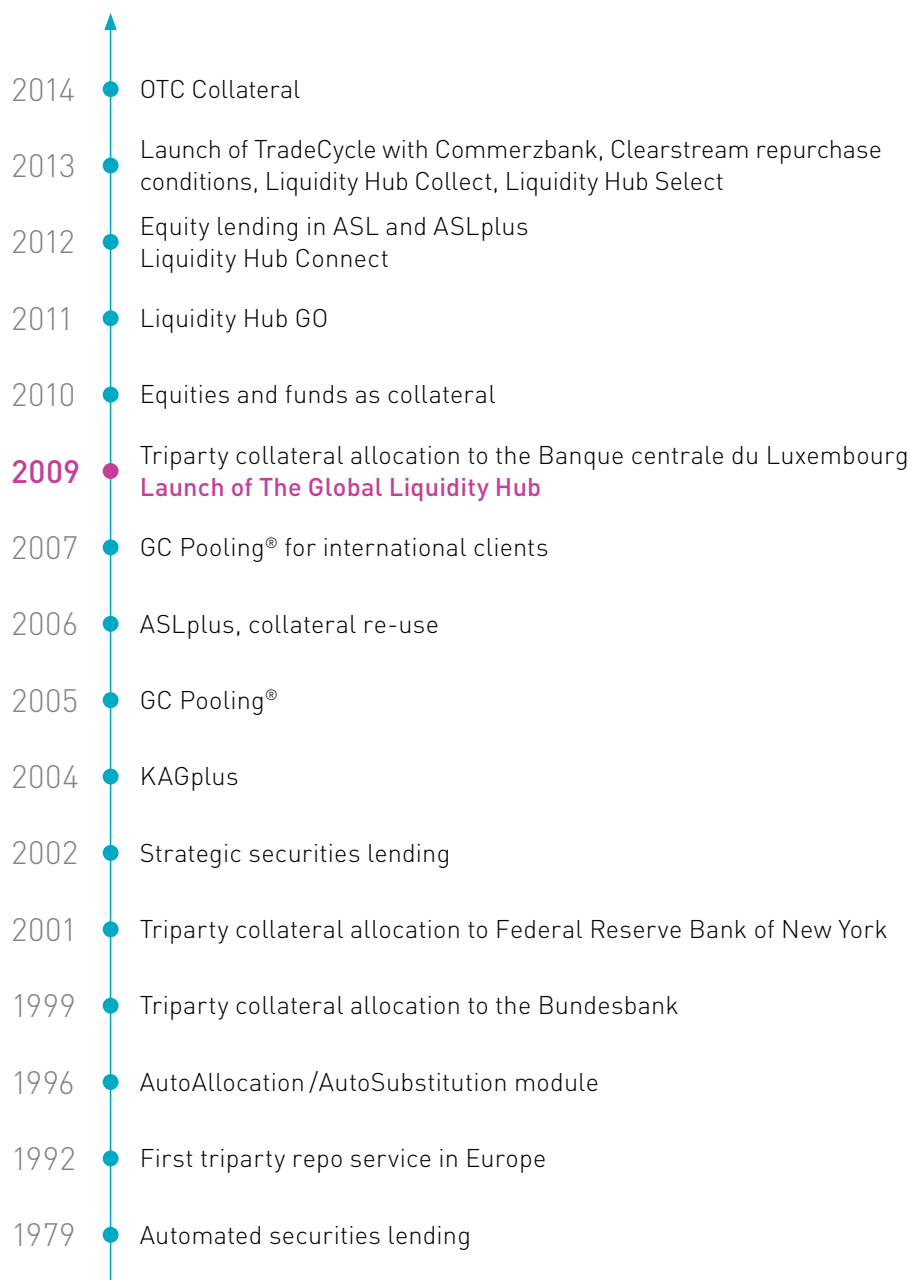 2014 OTC Collateral
2013 Launch of TradeCycle with Commerzbank, Clearstream repurchase
conditions, Liquidity Hub Collect, Liquidity Hub Select
2012 Equity lending in ASL and ASLplus
Liquidity Hub Connect
2011 Liquidity Hub GO
2010 Equities and funds as collateral
2009 Triparty collateral allocation to the Banque centrale du Luxembourg
Launch of The Global Liquidity Hub
2007 GC Pooling® for international clients
2006 ASLplus, collateral re-use
2005 GC Pooling®
2004 KAGplus
2002 Strategic securities lending
2001 Triparty collateral allocation to Federal Reserve Bank of New York
1999 Triparty collateral allocation to the Bundesbank
1996 AutoAllocation/AutoSubstitution module
1992 First triparty repo service in Europe
1979 Automated securities lending